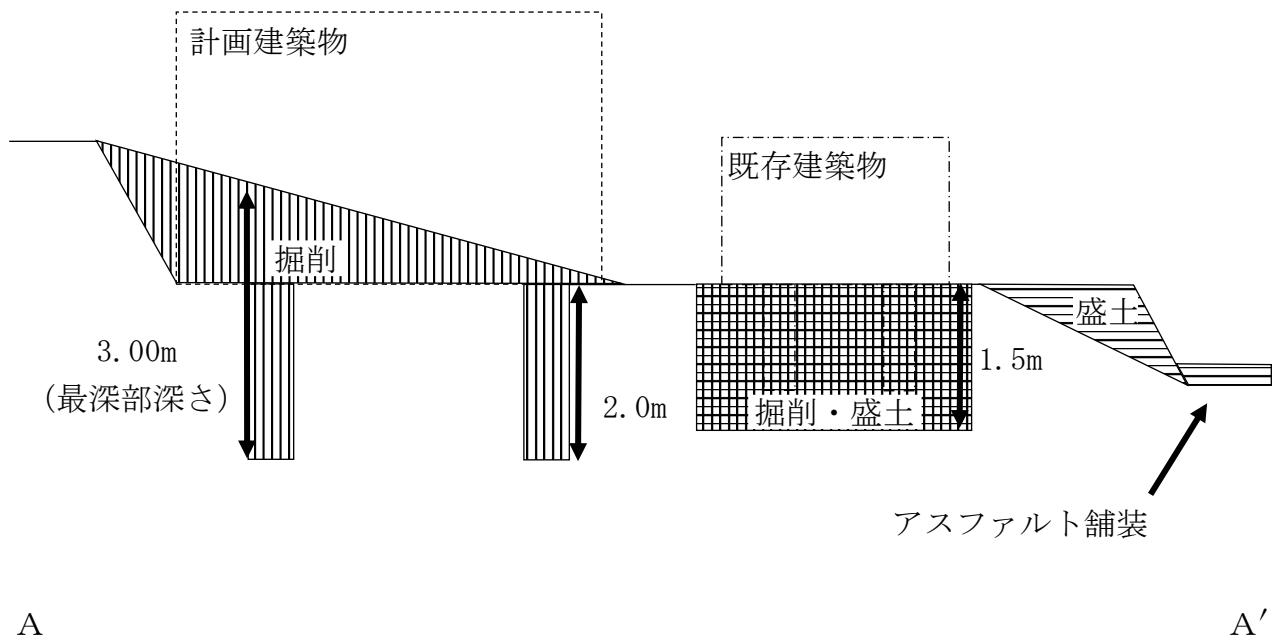 計画建築物
既存建築物
掘削
盛土
3.00m
(最深部深さ)
2.0m
1.5m
掘削・盛土
アスファルト舗装
A
A′